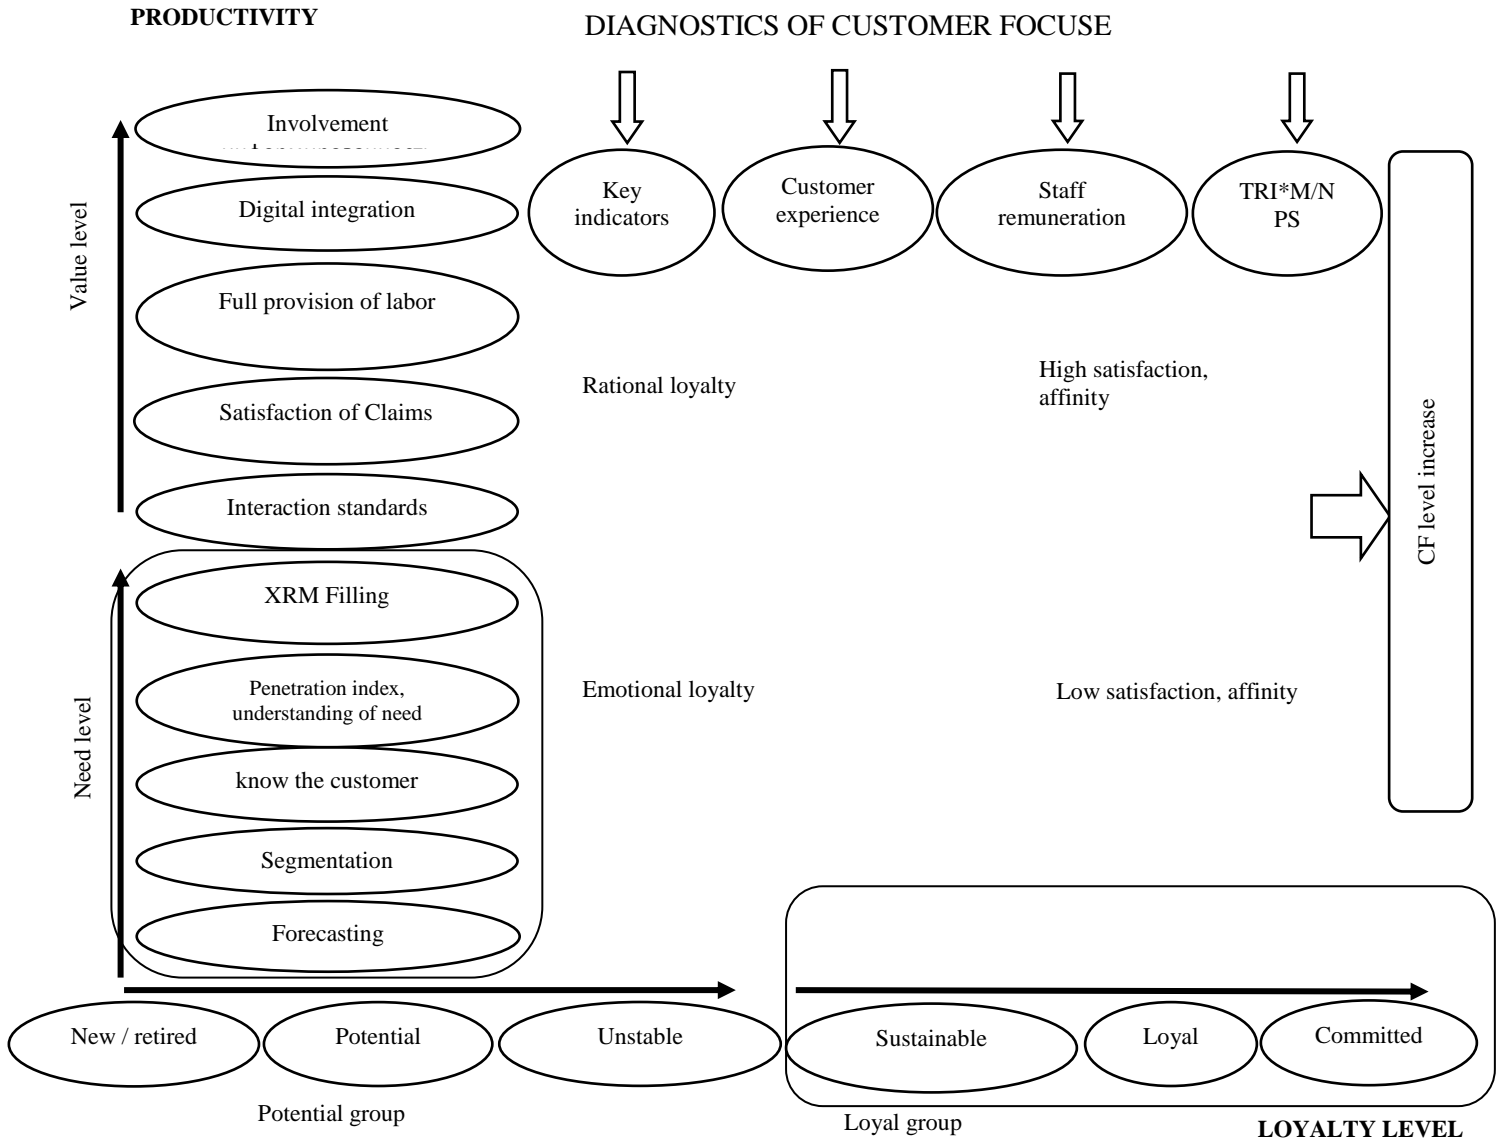 PRODUCTIVITY
DIAGNOSTICS OF CUSTOMER FOCUSE
Involvement
Digital integration
Full provision of labor
Satisfaction of Claims
Interaction standards
Value level
Key
indicators
Customer
experience
Staff
remuneration
TRI*M/N
PS
Rational loyalty
High satisfaction,
affinity
CF level increase
XRM Filling
Penetration index,
understanding of need
know the customer
Segmentation
Forecasting
Need level
Emotional loyalty
Low satisfaction, affinity
New / retired
Potential
Unstable
Sustainable
Loyal
Committed
Potential group
Loyal group
LOYALTY LEVEL